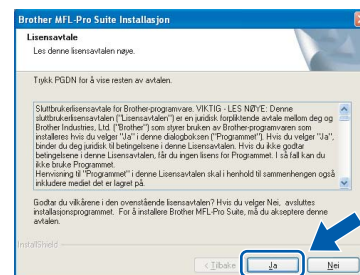 Brother MFL-Pro Suite Installasjon
Lisensavtale
Les denne lisensavtalen nøye.
Trykk PGDN for å vise resten av avtalen.
Sluttbrukerlisensavtale for Brother-programvare. VIKTIG - LES NØYE: Denne
sluttbrukerlisensavtalen ("Lisensavtalen") er en juridisk forpliktende avtale mellom deg og
Brother Industries, Ltd. ("Brother") som styrer bruken av Brother-programvaren som
installeres hvis du velger "Ja" i denne dialogboksen ("Programmet"). Hvis du velger "Ja",
binder du deg juridisk til betingelsene i denne Lisensavtalen. Hvis du ikke godtar
betingelsene i denne Lisensavtalen, får du ingen lisens for Programmet. I så fall kan du
ikke bruke Programmet.
Henvisning til "Programmet" i denne Lisensavtalen skal i henhold til sammenhengen også
inkludere mediet det er lagret på.
Godtar du vilkårene i den ovenstående lisensavtalen? Hvis du velger Nei, avsluttes
installasjonsprogrammet. For å installere Brother MFL-Pro Suite, må du akseptere denne
avtalen.
InstallShield
< Tilbake
Ja
Nei